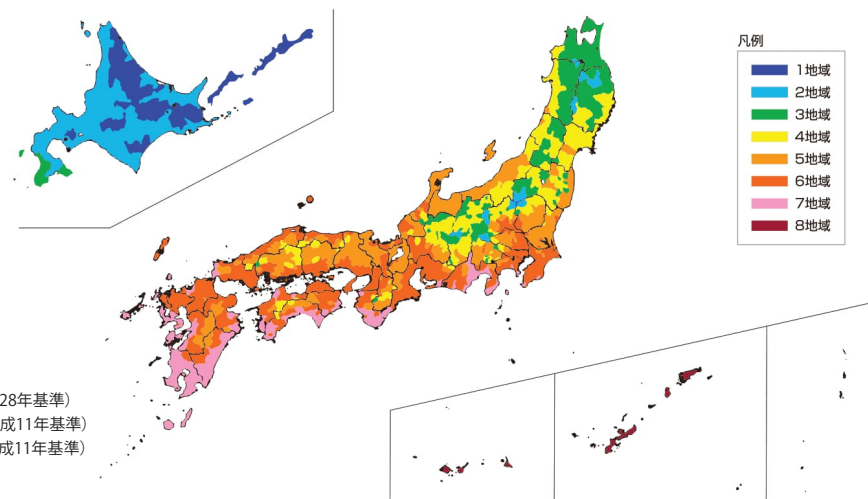 凡例
1地域
2地域
3地域
4地域
5地域
6地域
7地域
8地域
28年基準）
成11年基準）
成11年基準）